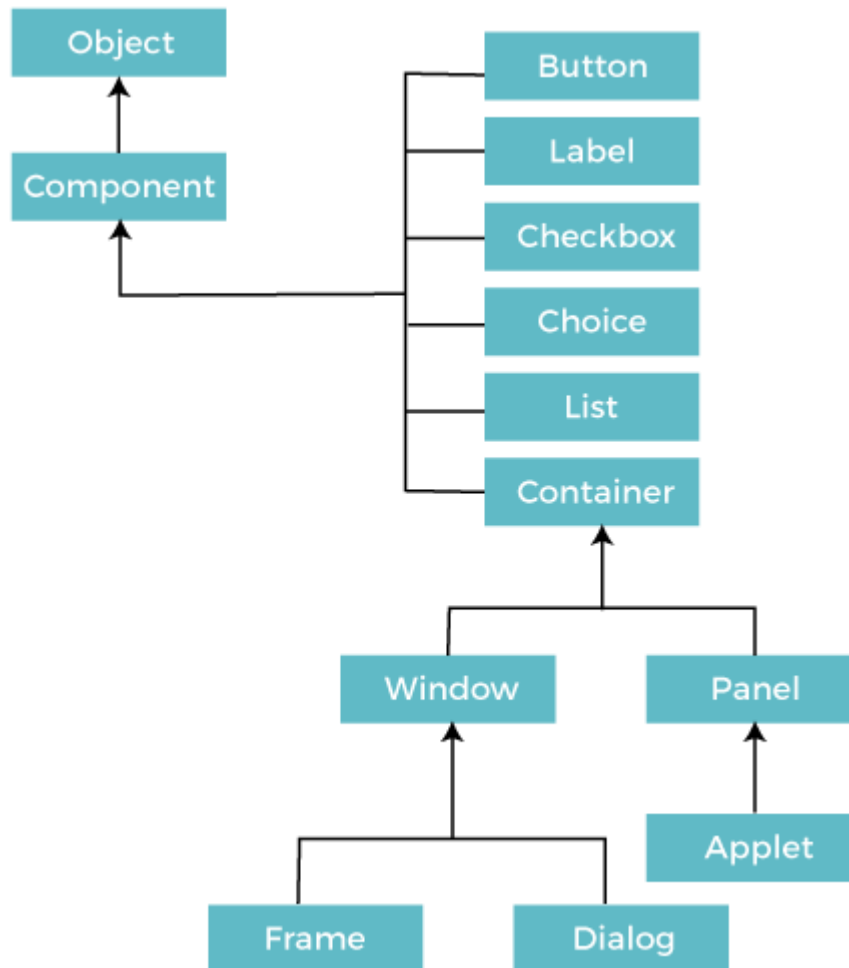 Object
Component
Button
Label
Checkbox
Choice
List
Container
Window
Panel
Applet
Frame
Dialog